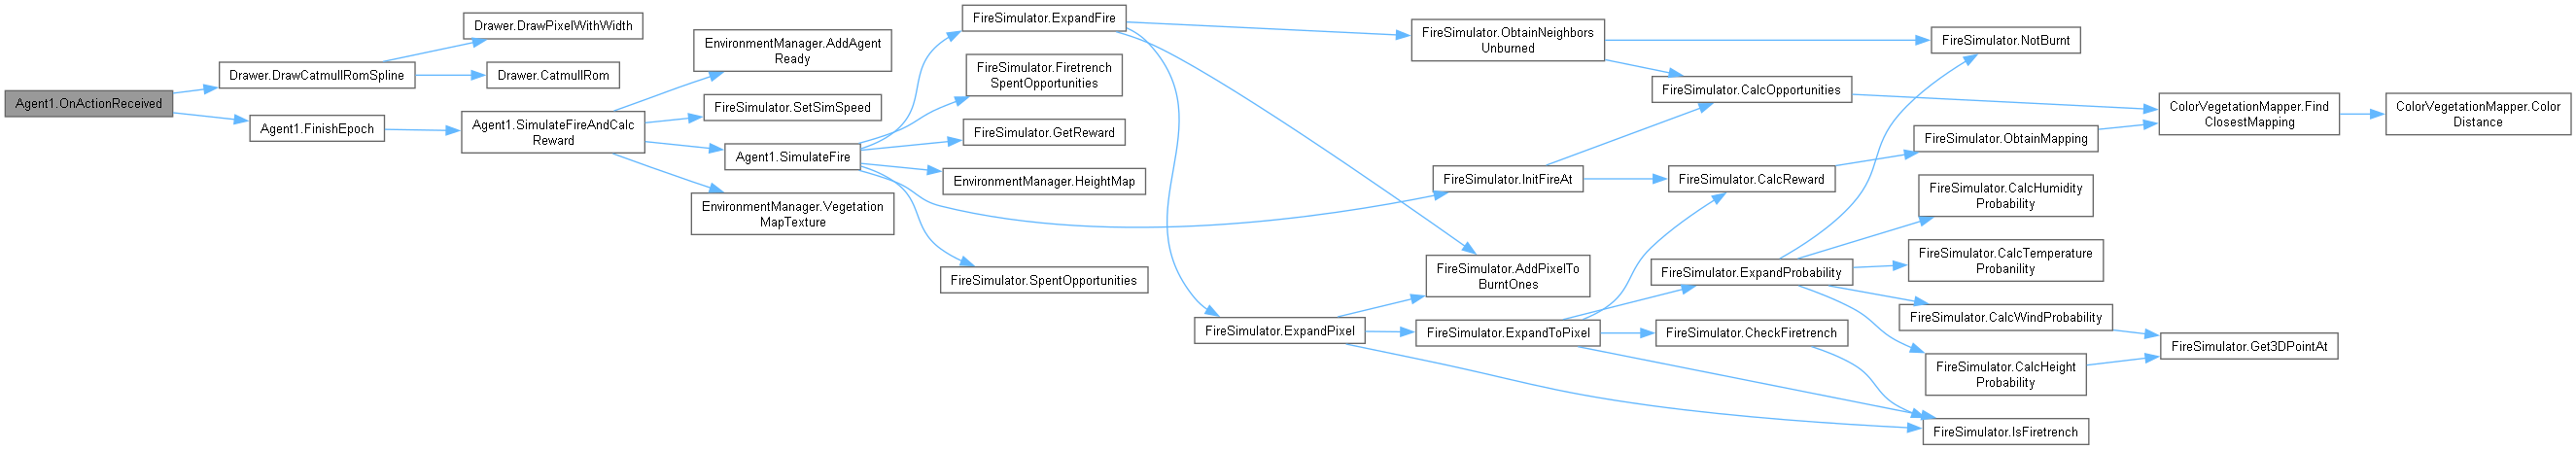 Agent1.OnActionReceived
Drawer.DrawCatmullRomSpline
Agent1.FinishEpoch
Drawer.DrawPixelWithWidth
Drawer.CatmullRom
Agent1.SimulateFireAndCalc
Reward
EnvironmentManager.AddAgent
Ready
FireSimulator.SetSimSpeed
Agent1.SimulateFire
EnvironmentManager.Vegetation
MapTexture
FireSimulator.ExpandFire
FireSimulator.Firetrench
SpentOpportunities
FireSimulator.GetReward
EnvironmentManager.HeightMap
FireSimulator.SpentOpportunities
FireSimulator.ExpandPixel
FireSimulator.ObtainNeighbors
Unburned
FireSimulator.InitFireAt
FireSimulator.AddPixelTo
BurntOnes
FireSimulator.ExpandToPixel
FireSimulator.CalcOpportunities
FireSimulator.CalcReward
FireSimulator.ExpandProbability
FireSimulator.CheckFiretrench
FireSimulator.NotBurnt
FireSimulator.ObtainMapping
FireSimulator.CalcHumidity
Probability
FireSimulator.CalcTemperature
Probanility
FireSimulator.CalcWindProbability
FireSimulator.CalcHeight
Probability
FireSimulator.IsFiretrench
ColorVegetationMapper.Find
ClosestMapping
FireSimulator.Get3DPointAt
ColorVegetationMapper.Color
Distance